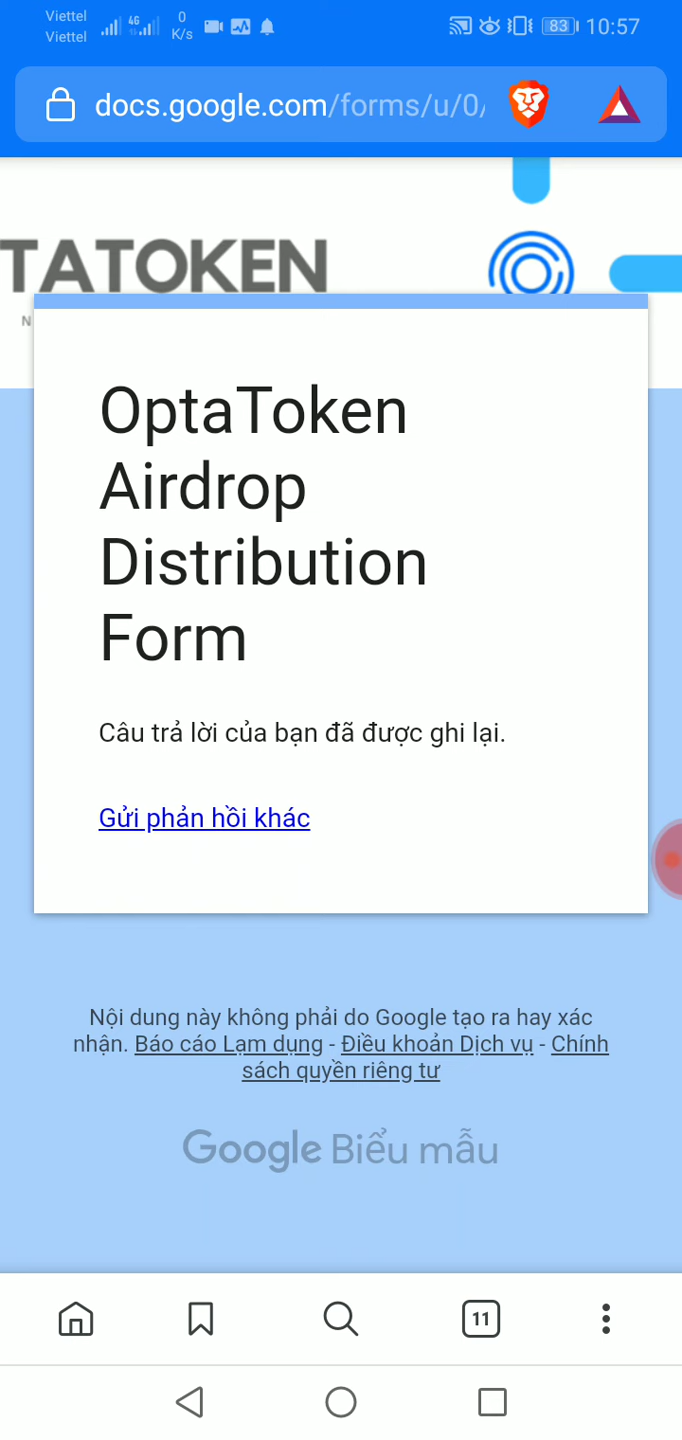 Viettel
Viettel
4G
0
K/s
83
10:57
docs.google.com/forms/u/0/
TATOKEN
N
OptaToken
Airdrop
Distribution
Form
Câu trả lời của bạn đã được ghi lại.
Gửi phản hồi khác
Nội dung này không phải do Google tạo ra hay xác
nhận. Báo cáo Lạm dụng - Điều khoản Dịch vụ - Chính
sách quyền riêng tư
Google Biểu mẫu
11